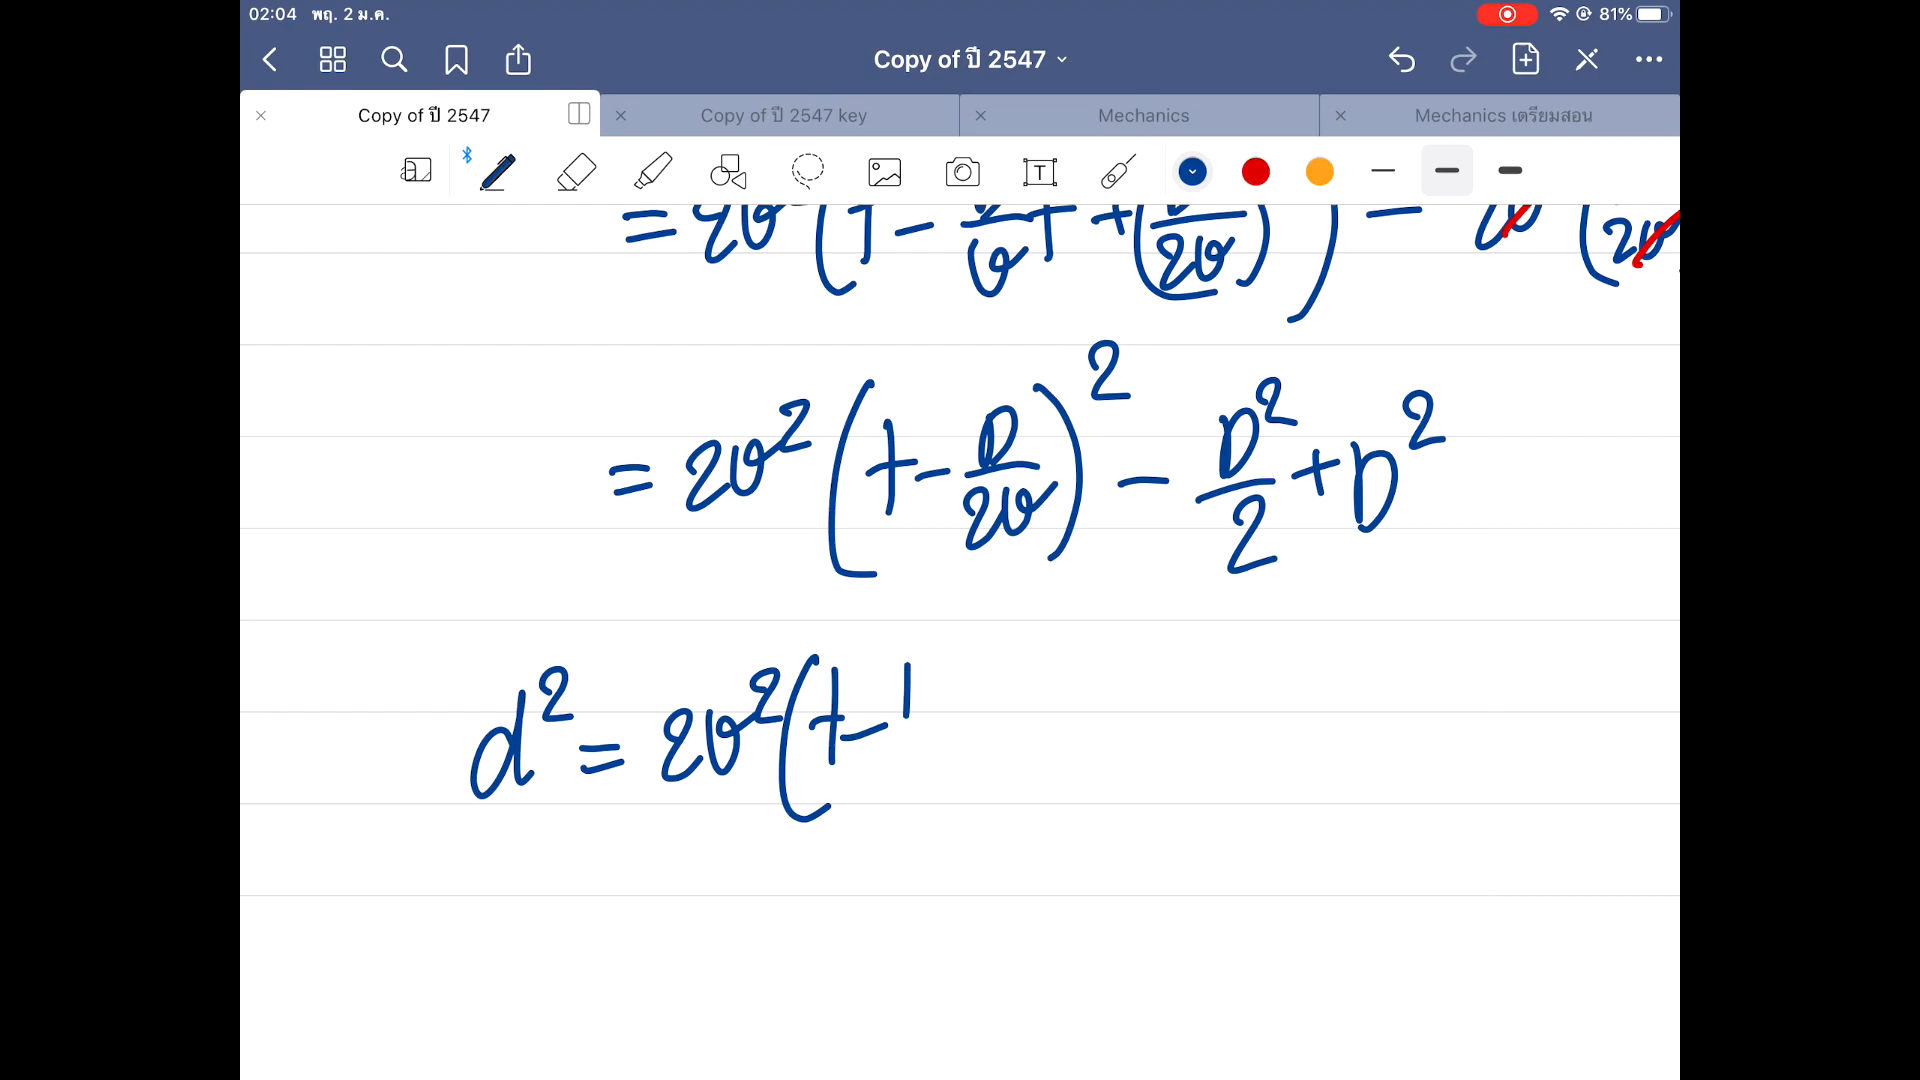 02:04 พฤ. 2 ม.ค. 81%
Copy of ปี 2547
Copy of ปี 2547 Copy of ปี 2547 key Mechanics Mechanics เตรียมสอน
= 2v² (t - D/2v)² - D²/2 + D²
d² = 2v² (t -